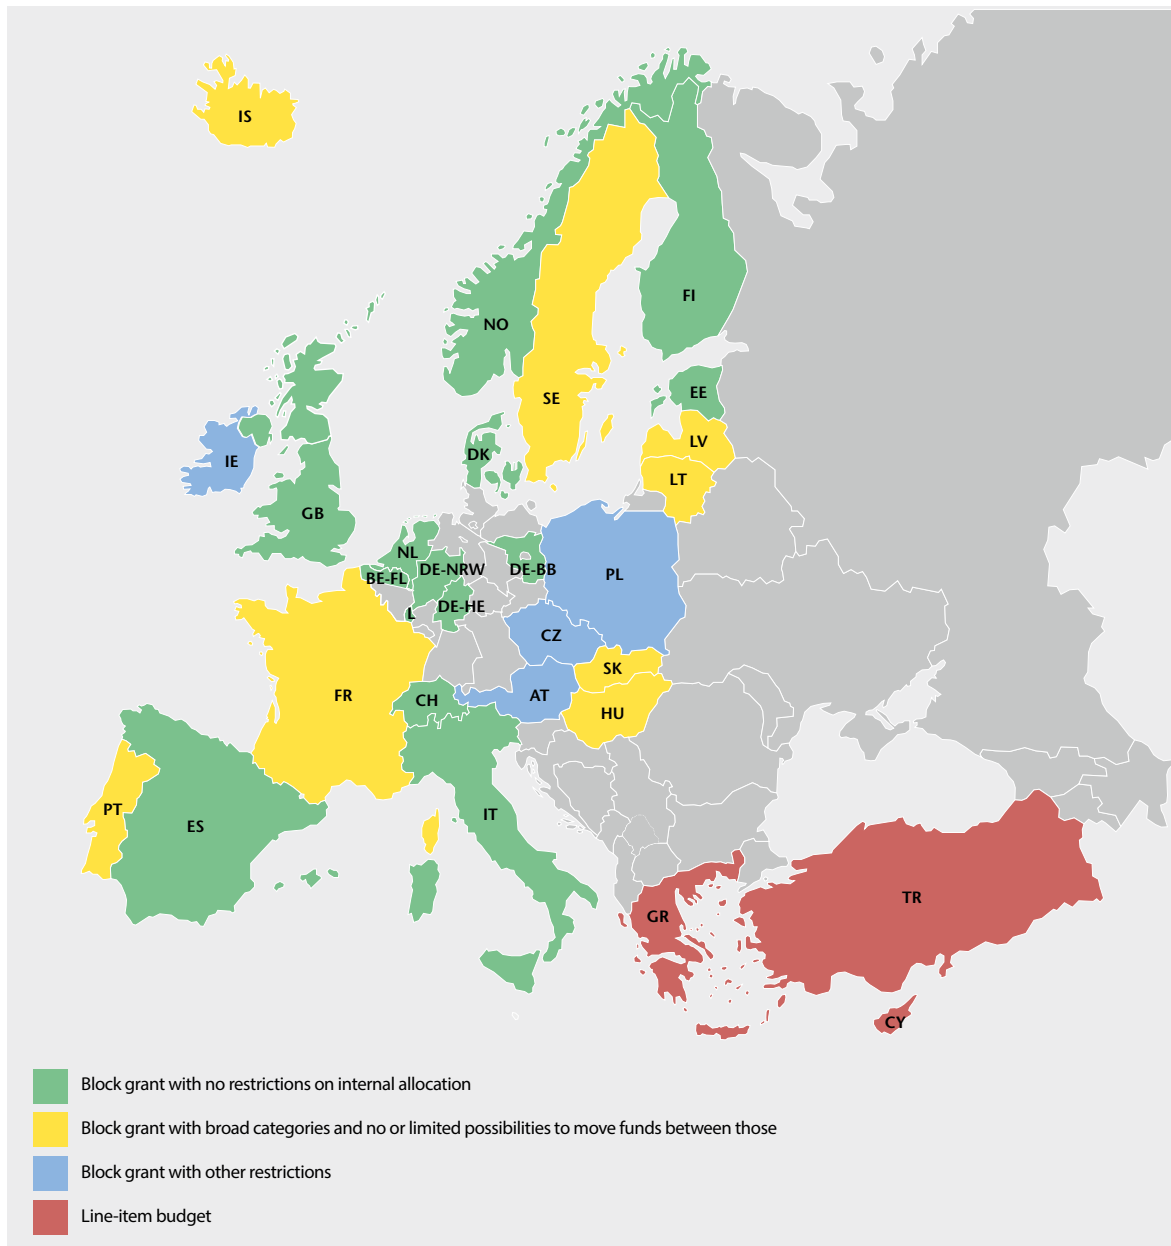 IS
NO
FI
SE
EE
LV
LT
DK
IE
GB
NL
BE-FL
DE-NRW
DE-BB
L
DE-HE
PL
CZ
SK
AT
HU
CH
FR
PT
ES
IT
GR
TR
CY
Block grant with no restrictions on internal allocation
Block grant with broad categories and no or limited possibilities to move funds between those
Block grant with other restrictions
Line-item budget